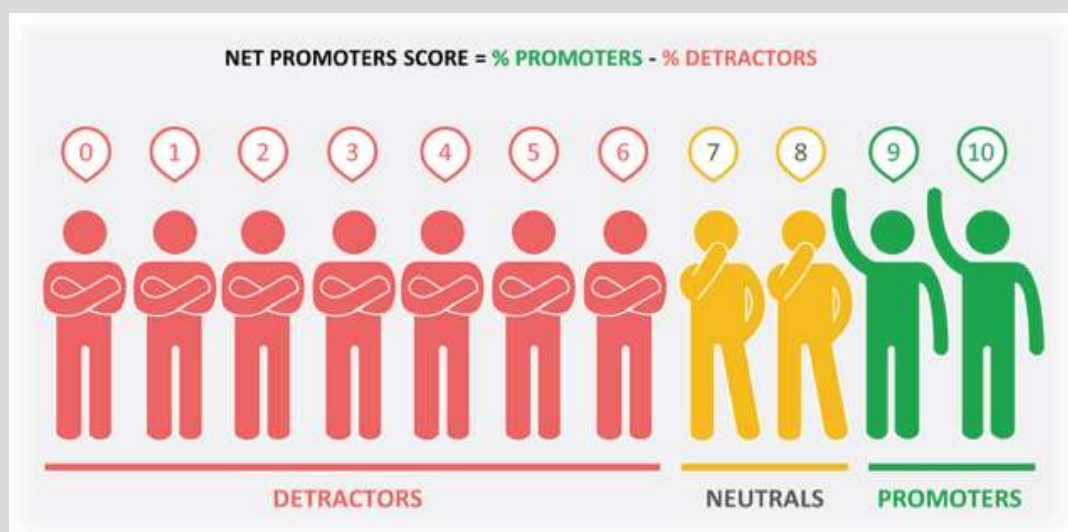 NET PROMOTERS SCORE = % PROMOTERS - % DETRACTORS
0 1 2 3 4 5 6 7 8 9 10
DETRACTORS NEUTRALS PROMOTERS